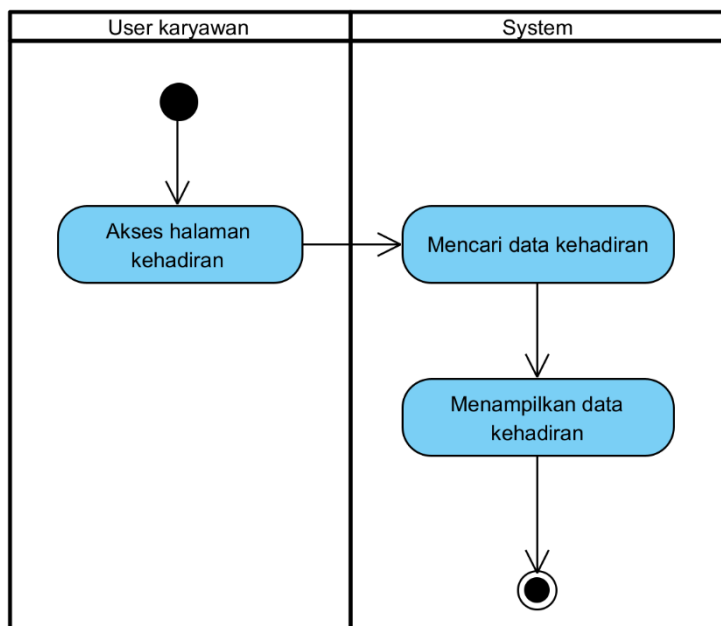 User karyawan
System
Akses halaman
kehadiran
Mencari data kehadiran
Menampilkan data
kehadiran